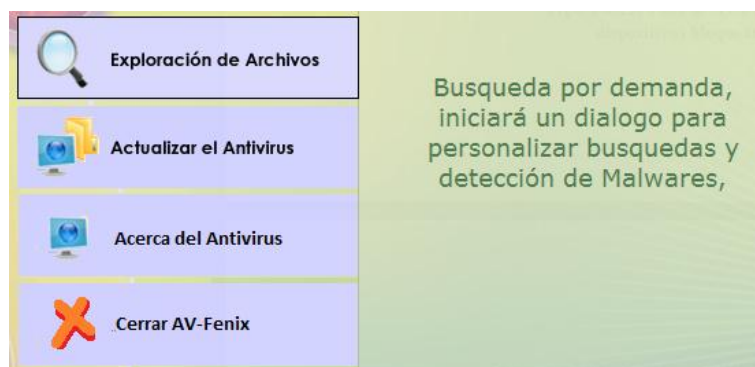 Exploración de Archivos
Actualizar el Antivirus
Acerca del Antivirus
..Cerrar AV-Fenix
Busqueda por demanda,
iniciará un dialogo para
personalizar busquedas y
detección de Malwares,